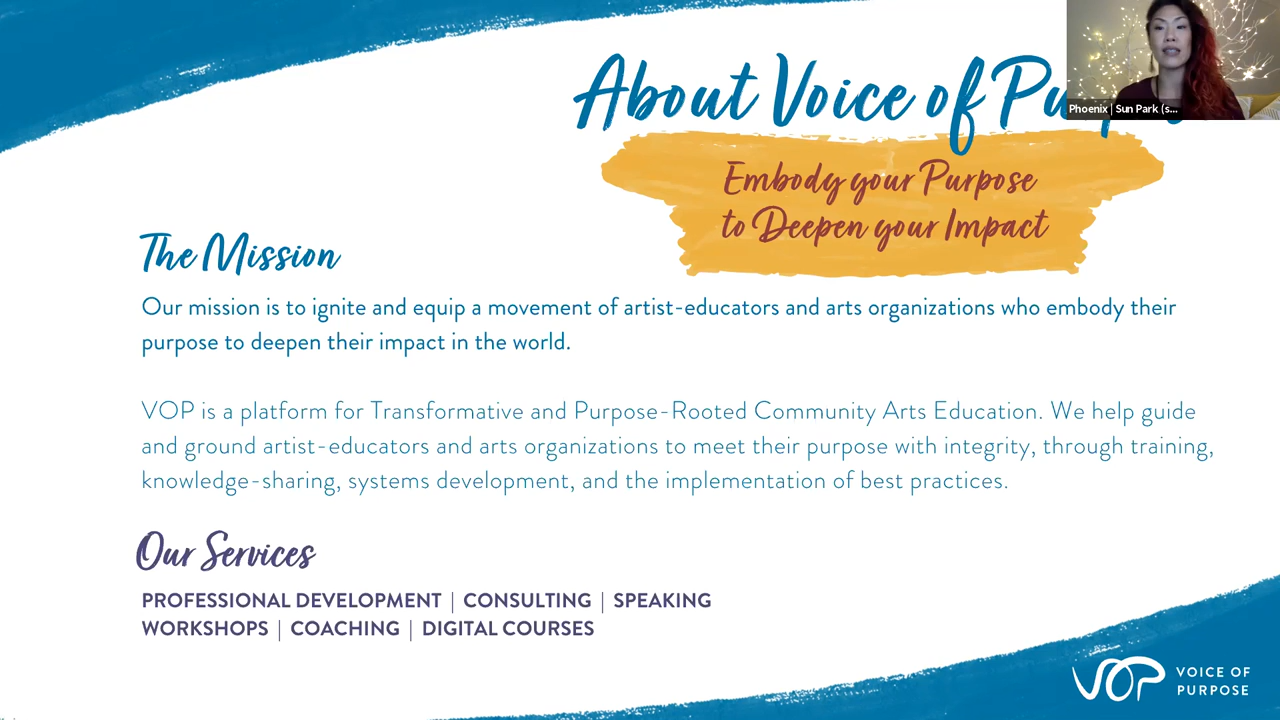 About Voice of
Phoenix | Sun Park (s...
Embody your Purpose
to Deepen your Impact
The Mission
Our mission is to ignite and equip a movement of artist-educators and arts organizations who embody their
purpose to deepen their impact in the world.
VOP is a platform for Transformative and Purpose-Rooted Community Arts Education. We help guide
and ground artist-educators and arts organizations to meet their purpose with integrity, through training,
knowledge-sharing, systems development, and the implementation of best practices.
Our Services
PROFESSIONAL DEVELOPMENT | CONSULTING | SPEAKING
WORKSHOPS | COACHING | DIGITAL COURSES
VOP
VOICE OF
PURPOSE